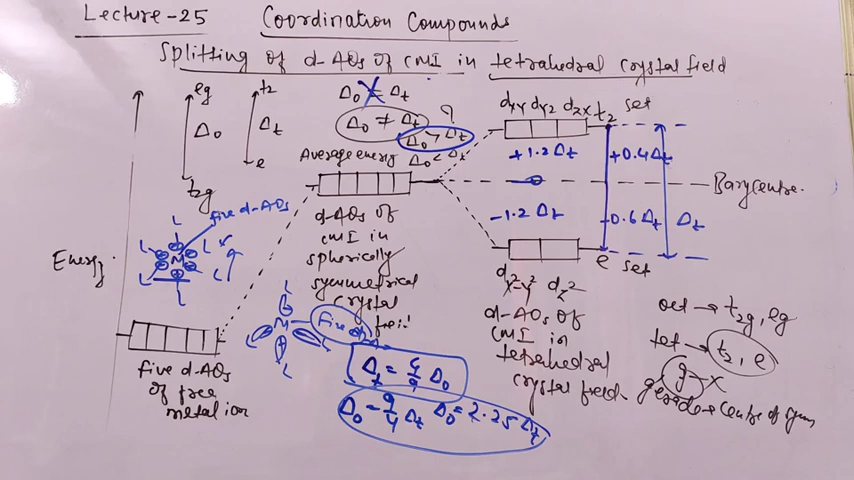 Lecture-25 Coordination Compounds
Splitting of d-AOs of CMI in tetrahedral crystal field
eg
Δo
t2g
t2
Δt
e
Δo = Δt
Δo ≠ Δt ?
Δo > Δt
Δo < Δt
Average energy
dxy dyz dzx t2 set
+1.2 Δt
+0.4Δt
Barycentre.
-1.2 Δt
-0.6 Δt
Δt
e set
dx²-y² dz²
Energy
five d-AOs
L
L
L
L
L
L
M
d-AOs of
CMI in
spherically
symmetrical
crystal
M
L
L
L
L
five d-AOs
of free
metal ion
d-AOs of
CMI in
tetrahedral
crystal field.
Δt = 4/9 Δo
Δo = 9/4 Δt Δo = 2.25 Δt
oct → t2g, eg
tet → t2, e
g → x
gerade → Centre of